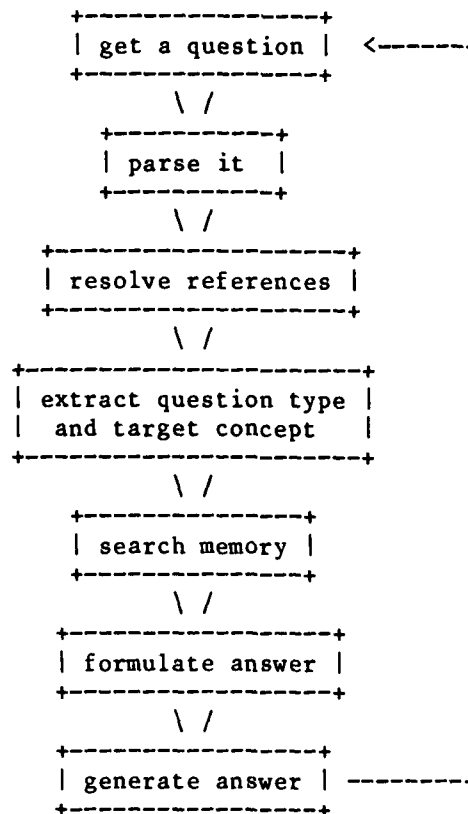 get a question
parse it
resolve references
extract question type
and target concept
search memory
formulate answer
generate answer